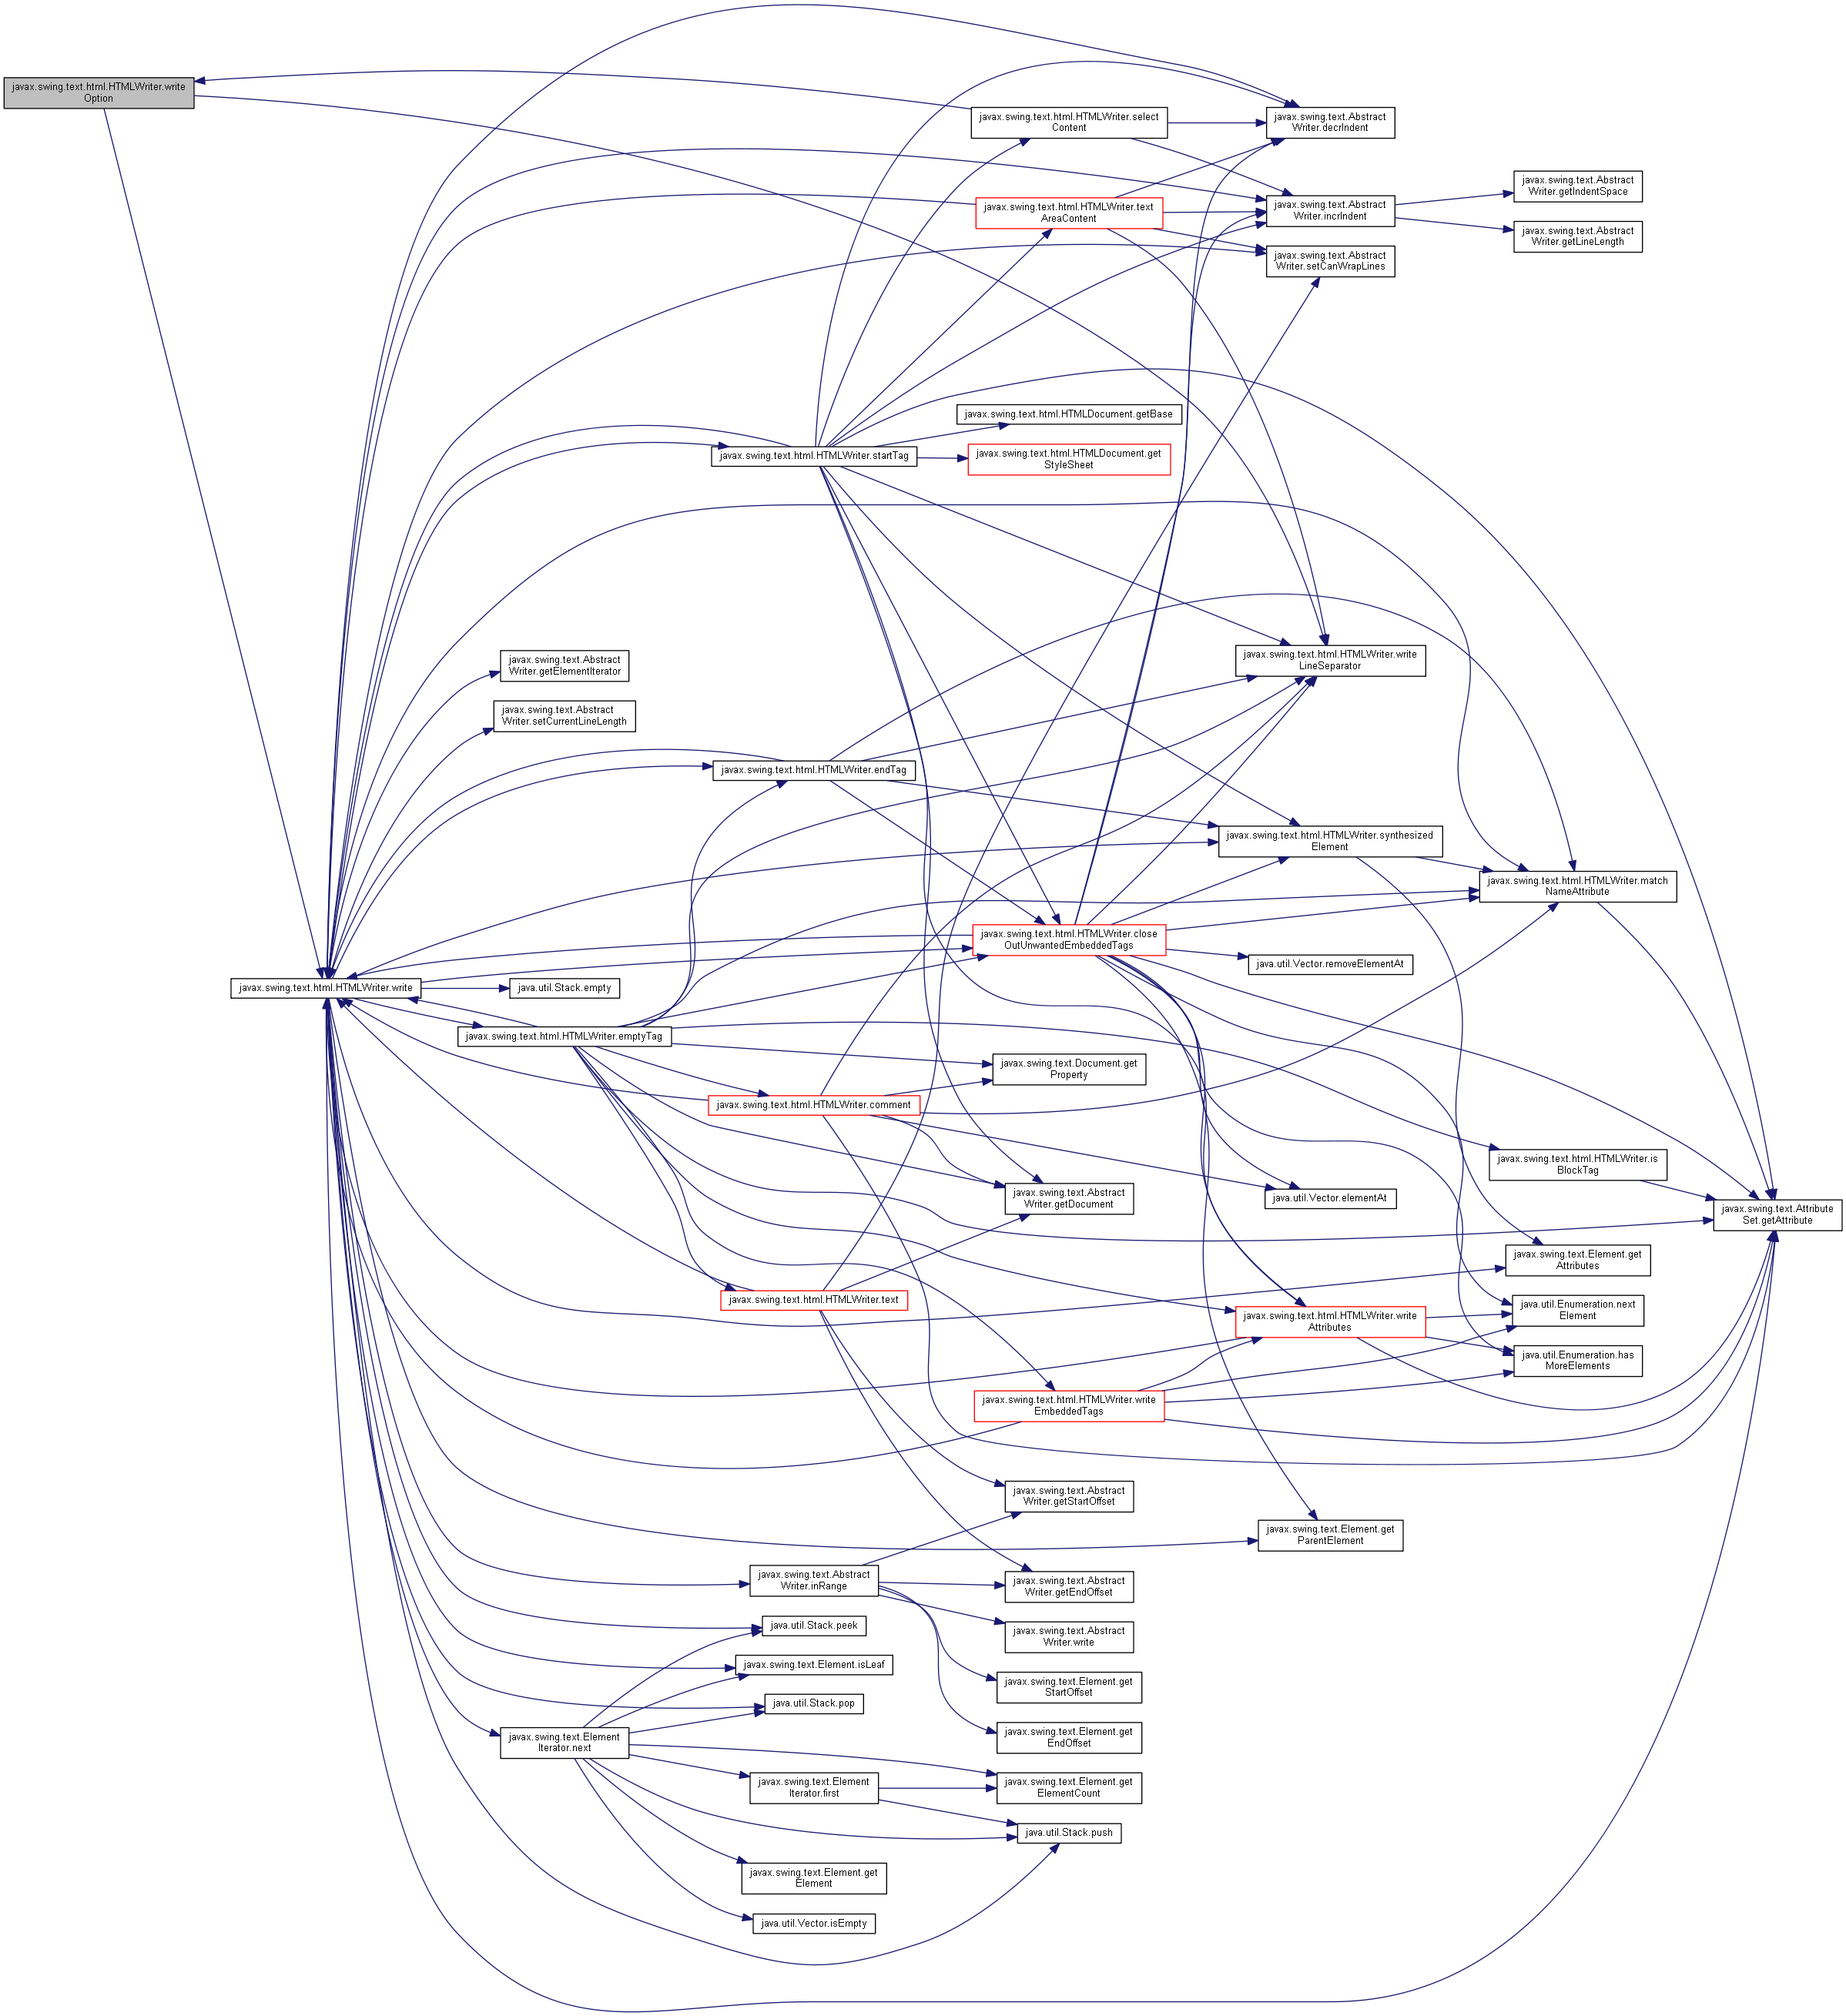 javax.swing.text.html.HTMLWriter.write
Option
javax.swing.text.html.HTMLWriter.select
Content
javax.swing.text.Abstract
Writer.decrIndent
javax.swing.text.Abstract
Writer.getIndentSpace
javax.swing.text.html.HTMLWriter.text
AreaContent
javax.swing.text.Abstract
Writer.incrIndent
javax.swing.text.Abstract
Writer.getLineLength
javax.swing.text.Abstract
Writer.setCanWrapLines
javax.swing.text.html.HTMLDocument.getBase
javax.swing.text.html.HTMLWriter.startTag
javax.swing.text.html.HTMLDocument.get
StyleSheet
javax.swing.text.Abstract
Writer.getElementIterator
javax.swing.text.html.HTMLWriter.write
LineSeparator
javax.swing.text.Abstract
Writer.setCurrentLineLength
javax.swing.text.html.HTMLWriter.endTag
javax.swing.text.html.HTMLWriter.synthesized
Element
javax.swing.text.html.HTMLWriter.match
NameAttribute
javax.swing.text.html.HTMLWriter.close
OutUnwantedEmbeddedTags
java.util.Vector.removeElementAt
javax.swing.text.html.HTMLWriter.write
java.util.Stack.empty
javax.swing.text.html.HTMLWriter.emptyTag
javax.swing.text.Document.get
Property
javax.swing.text.html.HTMLWriter.comment
javax.swing.text.html.HTMLWriter.is
BlockTag
javax.swing.text.Abstract
Writer.getDocument
java.util.Vector.elementAt
javax.swing.text.Attribute
Set.getAttribute
javax.swing.text.Element.get
Attributes
javax.swing.text.html.HTMLWriter.text
java.util.Enumeration.next
Element
javax.swing.text.html.HTMLWriter.write
Attributes
java.util.Enumeration.has
MoreElements
javax.swing.text.html.HTMLWriter.write
EmbeddedTags
javax.swing.text.Abstract
Writer.getStartOffset
javax.swing.text.Element.get
ParentElement
javax.swing.text.Abstract
Writer.inRange
javax.swing.text.Abstract
Writer.getEndOffset
java.util.Stack.peek
javax.swing.text.Abstract
Writer.write
javax.swing.text.Element.isLeaf
javax.swing.text.Element.get
StartOffset
java.util.Stack.pop
javax.swing.text.Element
Iterator.next
javax.swing.text.Element.get
EndOffset
javax.swing.text.Element
Iterator.first
javax.swing.text.Element.get
ElementCount
java.util.Stack.push
javax.swing.text.Element.get
Element
java.util.Vector.isEmpty